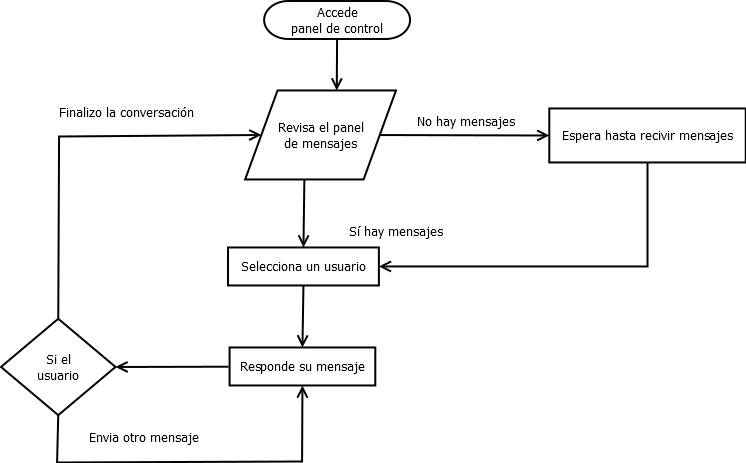 Accede
panel de control
Finalizo la conversación
Revisa el panel
de mensajes
No hay mensajes
Espera hasta recivir mensajes
Sí hay mensajes
Selecciona un usuario
Si el
usuario
Responde su mensaje
Envia otro mensaje